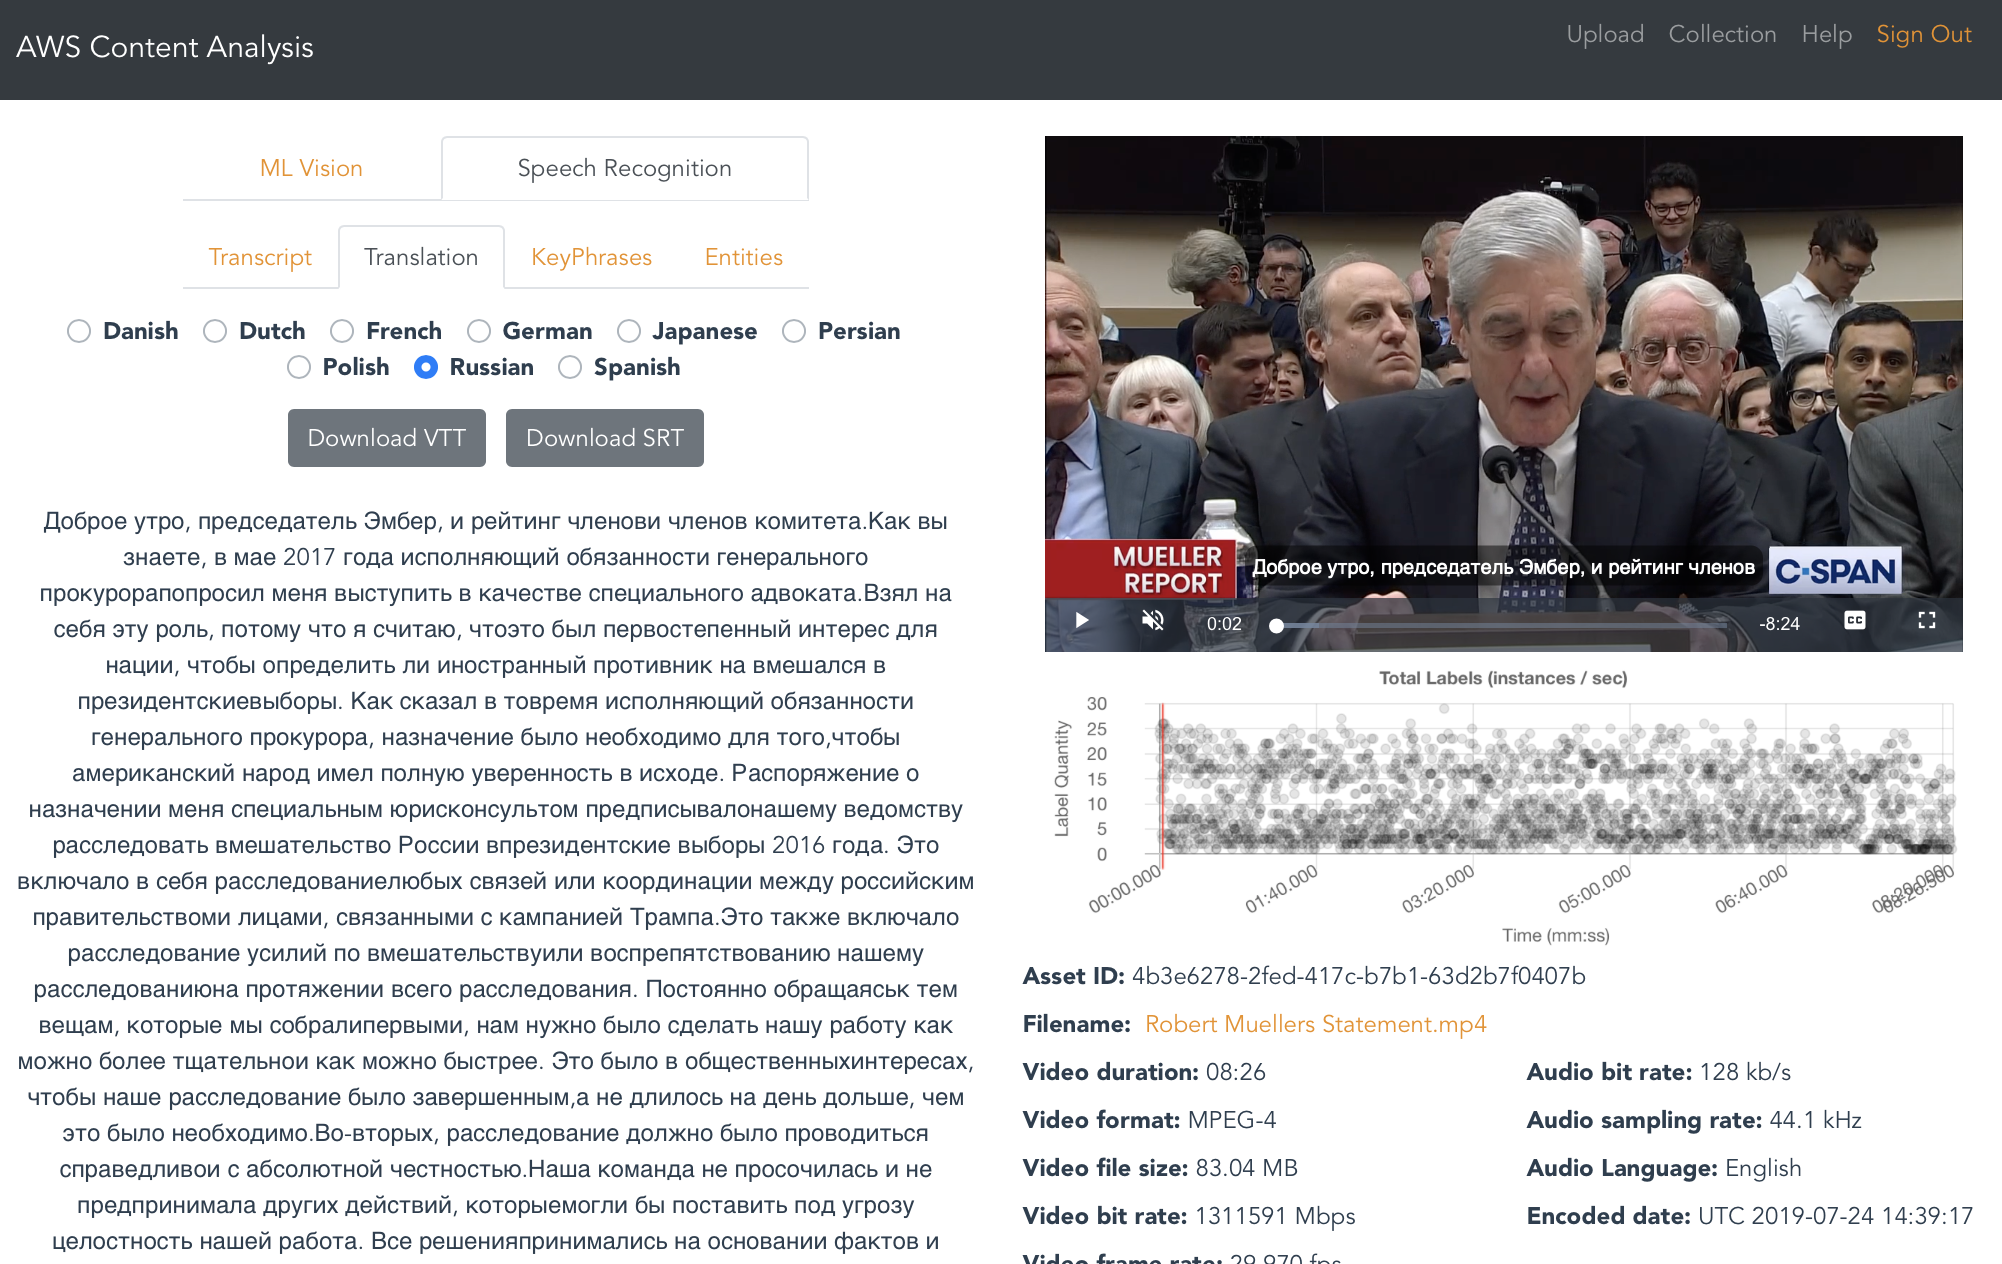 AWS Content Analysis
Upload Collection Help Sign Out
ML Vision Speech Recognition
Transcript Translation KeyPhrases Entities
Danish Dutch French German Japanese Persian
Polish Russian Spanish
Download VTT Download SRT
Доброе утро, председатель Эмбер, и рейтинг членови членов комитета.Как вы
знаете, в мае 2017 года исполняющий обязанности генерального
прокурорапопросил меня выступить в качестве специального адвоката.Взял на
себя эту роль, потому что я считаю, чтоэто был первостепенный интерес для
нации, чтобы определить ли иностранный противник на вмешался в
президентскиевыборы. Как сказал в товремя исполняющий обязанности
генерального прокурора, назначение было необходимо для того,чтобы
американский народ имел полную уверенность в исходе. Распоряжение о
назначении меня специальным юрисконсультом предписывалонашему ведомству
расследовать вмешательство России впрезидентские выборы 2016 года. Это
включало в себя расследованиелюбых связей или координации между российским
правительствоми лицами, связанными с кампанией Трампа.Это также включало
расследование усилий по вмешательствуили воспрепятствованию нашему
расследованиюна протяжении всего расследования. Постоянно обращаяськ тем
вещам, которые мы собралипервыми, нам нужно было сделать нашу работу как
можно более тщательнои как можно быстрее. Это было в общественныхинтересах,
чтобы наше расследование было завершенным,а не длилось на день дольше, чем
это было необходимо.Во-вторых, расследование должно было проводиться
справедливои с абсолютной честностью.Наша команда не просочилась и не
предпринимала других действий, которыемогли бы поставить под угрозу
целостность нашей работа. Все решенияпринимались на основании фактов и
MUELLER
REPORT
Доброе утро, председатель Эмбер, и рейтинг членов
C-SPAN
0:02 -8:24
CC
Total Labels (instances / sec)
Label Quantity
30
25
20
15
10
5
0
00:00.000 01:40.000 03:20.000 05:00.000 06:40.000
Time (mm:ss)
Asset ID: 4b3e6278-2fed-417c-b7b1-63d2b7f0407b
Filename: Robert Muellers Statement.mp4
Video duration: 08:26
Video format: MPEG-4
Video file size: 83.04 MB
Video bit rate: 1311591 Mbps
Video frame rate: 29.970 fps
Audio bit rate: 128 kb/s
Audio sampling rate: 44.1 kHz
Audio Language: English
Encoded date: UTC 2019-07-24 14:39:17